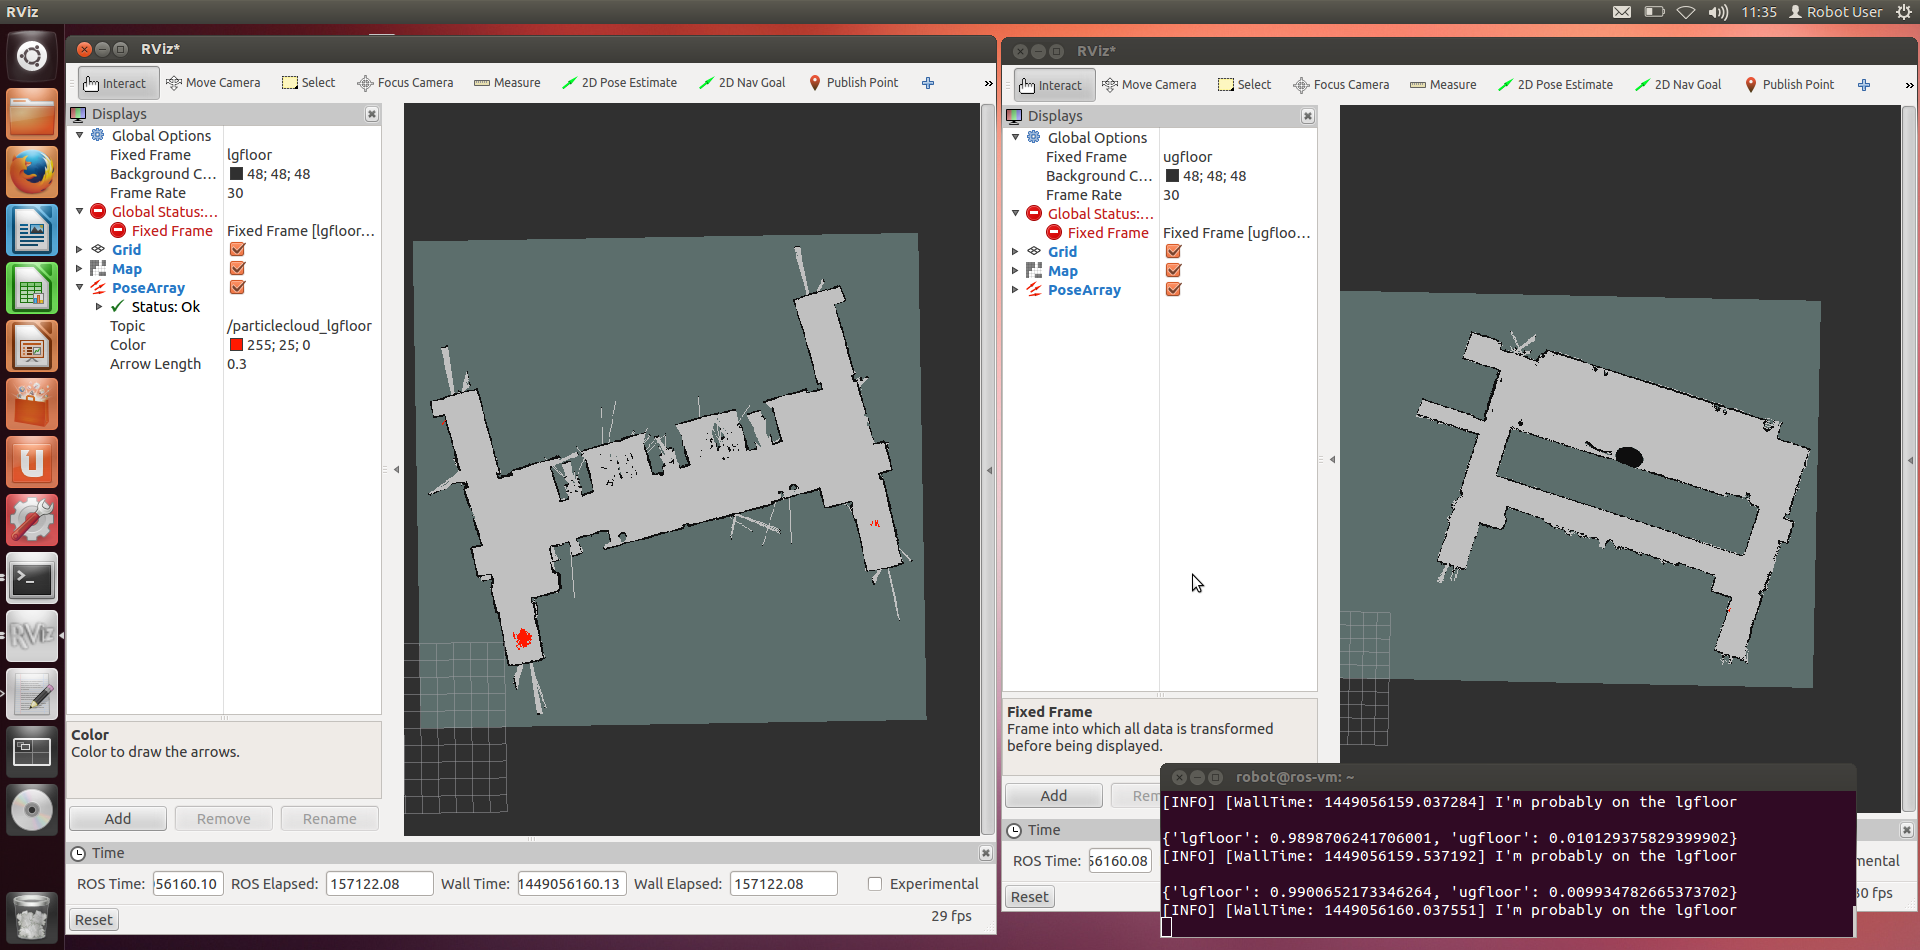 RViz
11:35 Robot User
RViz*
Interact Move Camera Select Focus Camera Measure 2D Pose Estimate 2D Nav Goal Publish Point »
Displays
Global Options
Fixed Frame lgfloor
Background C... 48; 48; 48
Frame Rate 30
Global Status:...
Fixed Frame Fixed Frame [lgfloor...
Grid
Map
PoseArray
Status: Ok
Topic /particlecloud_lgfloor
Color 255; 25; 0
Arrow Length 0.3
Color
Color to draw the arrows.
Add Remove Rename
Time
ROS Time: 56160.10 ROS Elapsed: 157122.08 Wall Time: 1449056160.13 Wall Elapsed: 157122.08 Experimental
Reset 29 fps
RViz*
Interact Move Camera Select Focus Camera Measure 2D Pose Estimate 2D Nav Goal Publish Point »
Displays
Global Options
Fixed Frame ugfloor
Background C... 48; 48; 48
Frame Rate 30
Global Status:...
Fixed Frame Fixed Frame [ugfloo...
Grid
Map
PoseArray
Fixed Frame
Frame into which all data is transformed
before being displayed.
Add Rem
Time
ROS Time: 56160.08 mental
Reset 30 fps
robot@ros-vm: ~
[INFO] [WallTime: 1449056159.037284] I'm probably on the lgfloor
{'lgfloor': 0.9898706241706001, 'ugfloor': 0.010129375829399902}
[INFO] [WallTime: 1449056159.537192] I'm probably on the lgfloor
{'lgfloor': 0.9900652173346264, 'ugfloor': 0.009934782665373702}
[INFO] [WallTime: 1449056160.037551] I'm probably on the lgfloor
RViz